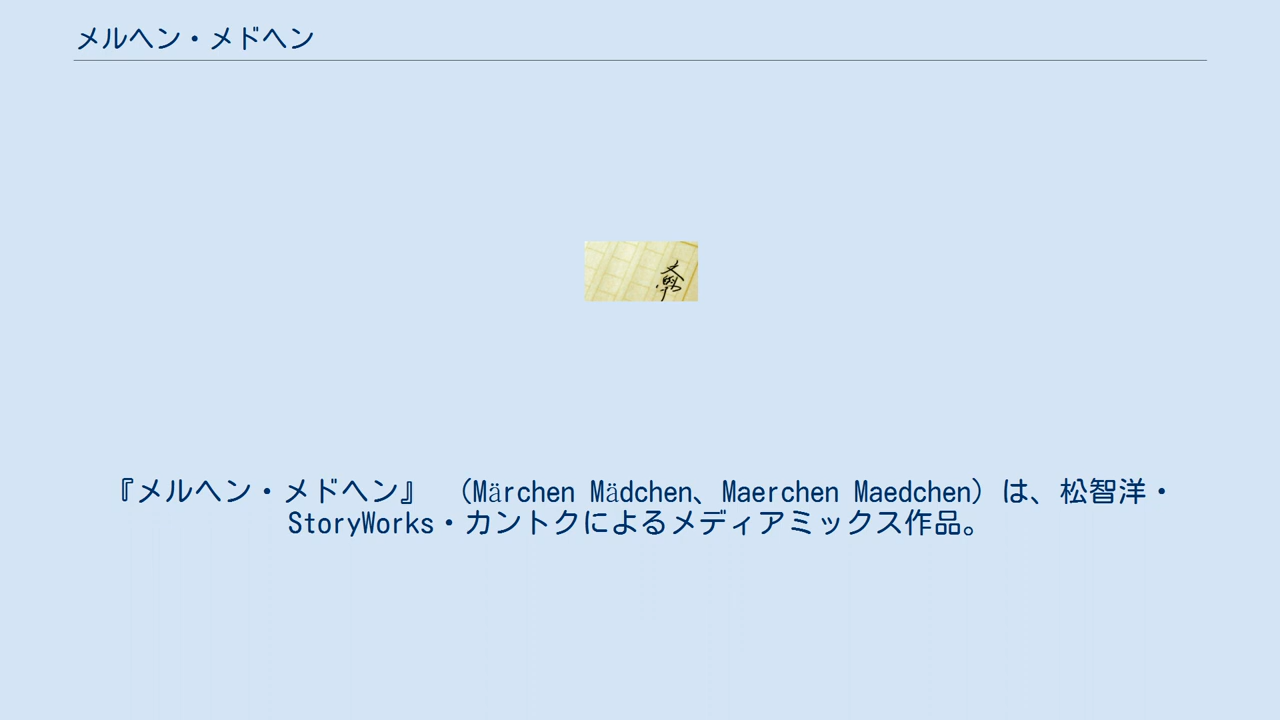 メルヘン・メドヘン
『メルヘン・メドヘン』 （Märchen Mädchen、Maerchen Maedchen）は、松智洋・
StoryWorks・カントクによるメディアミックス作品。